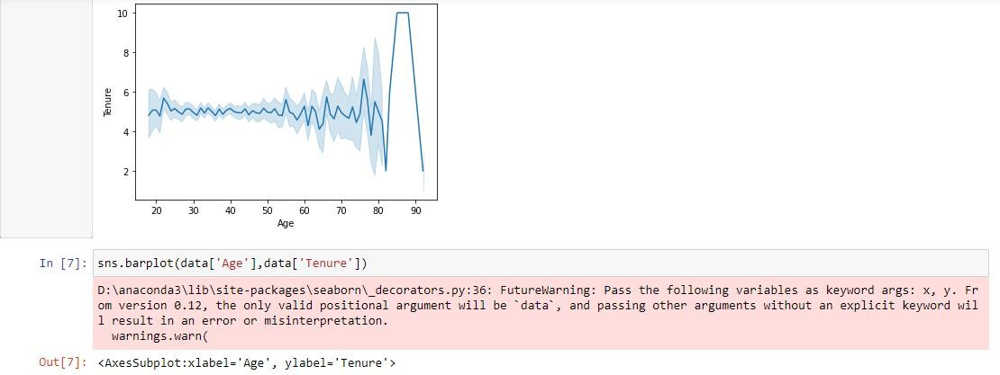 10
8
6
4
2
Tenure
20 30 40 50 60 70 80 90
Age
In [7]: sns.barplot(data['Age'],data['Tenure'])
D:\anaconda3\lib\site-packages\seaborn\_decorators.py:36: FutureWarning: Pass the following variables as keyword args: x, y. Fr
om version 0.12, the only valid positional argument will be `data`, and passing other arguments without an explicit keyword wil
l result in an error or misinterpretation.
warnings.warn(
Out[7]: <AxesSubplot:xlabel='Age', ylabel='Tenure'>